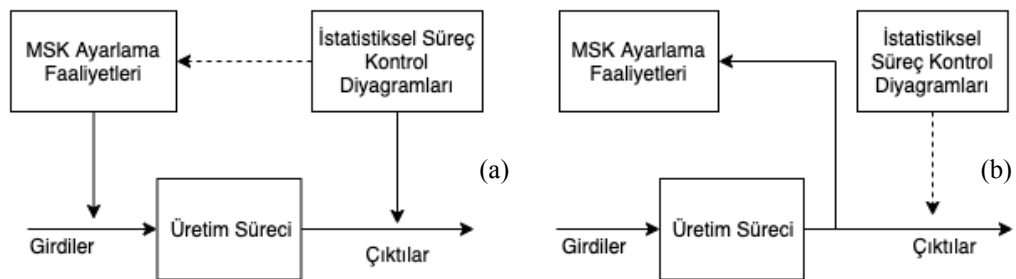 MSK Ayarlama
Faaliyetleri
İstatistiksel Süreç
Kontrol
Diyagramları
(a)
Girdiler
Üretim Süreci
Çıktılar
MSK Ayarlama
Faaliyetleri
İstatistiksel
Süreç Kontrol
Diyagramları
(b)
Girdiler
Üretim Süreci
Çıktılar